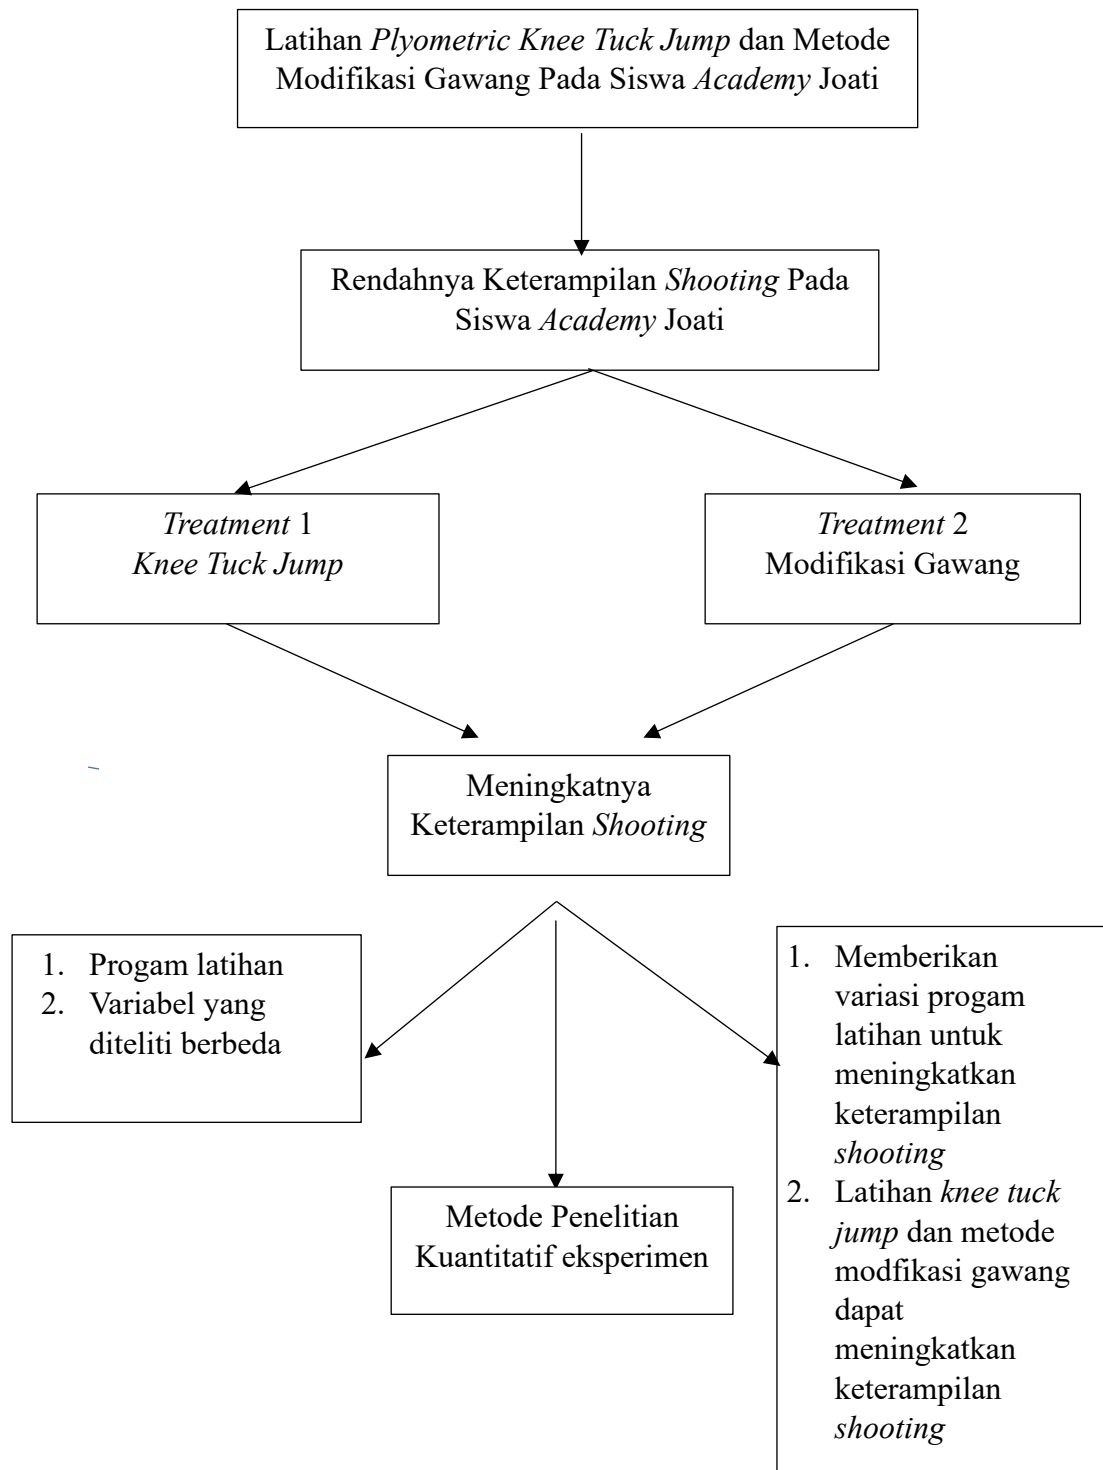 Latihan Plyometric Knee Tuck Jump dan Metode
Modifikasi Gawang Pada Siswa Academy Joati
Rendahnya Keterampilan Shooting Pada
Siswa Academy Joati
Treatment 1
Knee Tuck Jump
Treatment 2
Modifikasi Gawang
Meningkatnya
Keterampilan Shooting
1. Progam latihan
2. Variabel yang
diteliti berbeda
Metode Penelitian
Kuantitatif eksperimen
1. Memberikan
variasi progam
latihan untuk
meningkatkan
keterampilan
shooting
2. Latihan knee tuck
jump dan metode
modfikasi gawang
dapat
meningkatkan
keterampilan
shooting